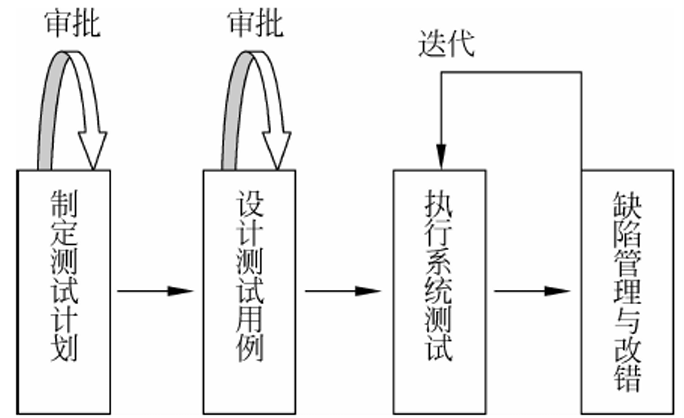 审批
审批
迭代
制定测试计划
设计测试用例
执行系统测试
缺陷管理与改错